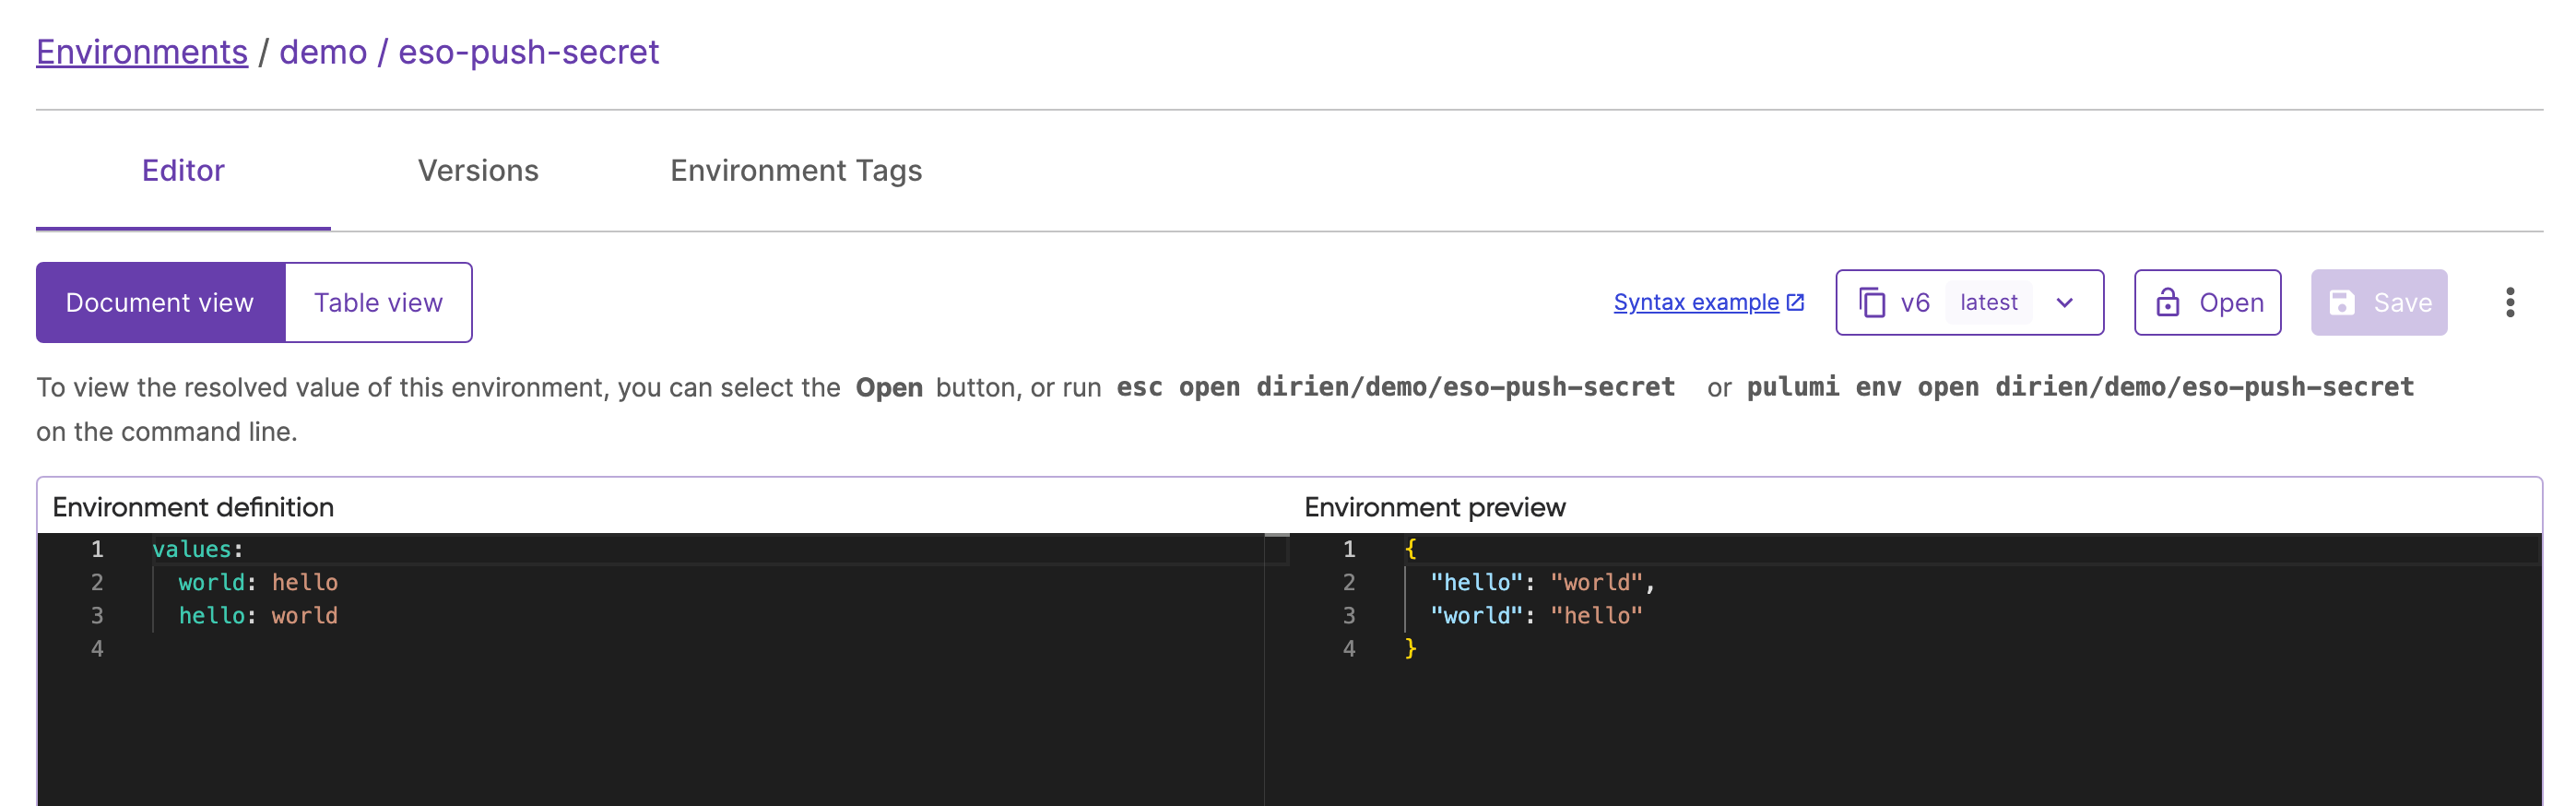 Environments / demo / eso-push-secret
Editor Versions Environment Tags
Document view Table view Syntax example v6 latest Open Save
To view the resolved value of this environment, you can select the Open button, or run esc open dirien/demo/eso-push-secret or pulumi env open dirien/demo/eso-push-secret
on the command line.
Environment definition Environment preview
1 values: 1 {
2 world: hello 2 "hello": "world",
3 hello: world 3 "world": "hello"
4 4 }